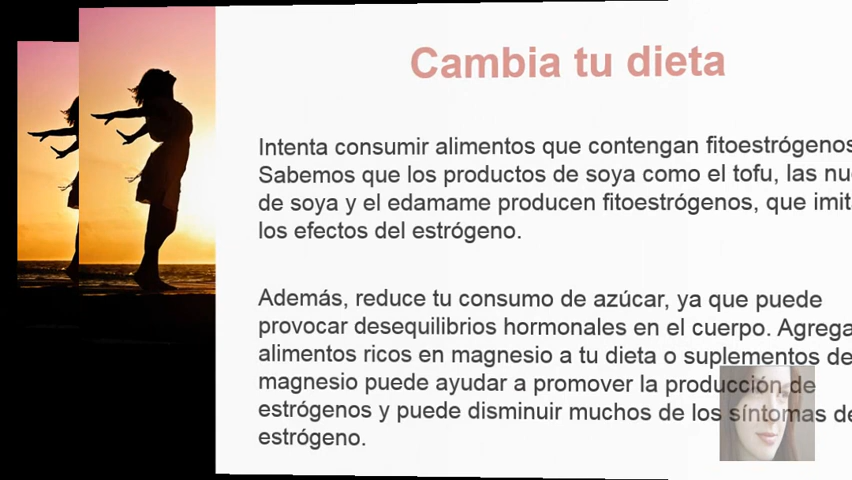 Cambia tu dieta
Intenta consumir alimentos que contengan fitoestrógenos
Sabemos que los productos de soya como el tofu, las nu
de soya y el edamame producen fitoestrógenos, que imit
los efectos del estrógeno.
Además, reduce tu consumo de azúcar, ya que puede
provocar desequilibrios hormonales en el cuerpo. Agrega
alimentos ricos en magnesio a tu dieta o suplementos de
magnesio puede ayudar a promover la producción de
estrógenos y puede disminuir muchos de los síntomas de
estrógeno.